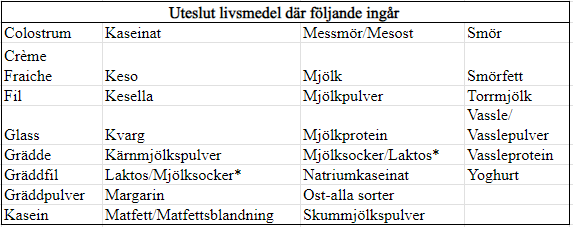 Uteslut livsmedel där följande ingår
Colostrum Kaseinat Messmör/Mesost Smör
Crème
Fraiche Keso Mjölk Smörfett
Fil Kesella Mjölkpulver Torrmjölk
Vassle/
Glass Kvarg Mjölkprotein Vasslepulver
Grädde Kärnmjölkspulver Mjölksocker/Laktos* Vassleprotein
Gräddfil Laktos/Mjölksocker* Natriumkaseinat Yoghurt
Gräddpulver Margarin Ost-alla sorter
Kasein Matfett/Matfettsblandning Skummjölkspulver